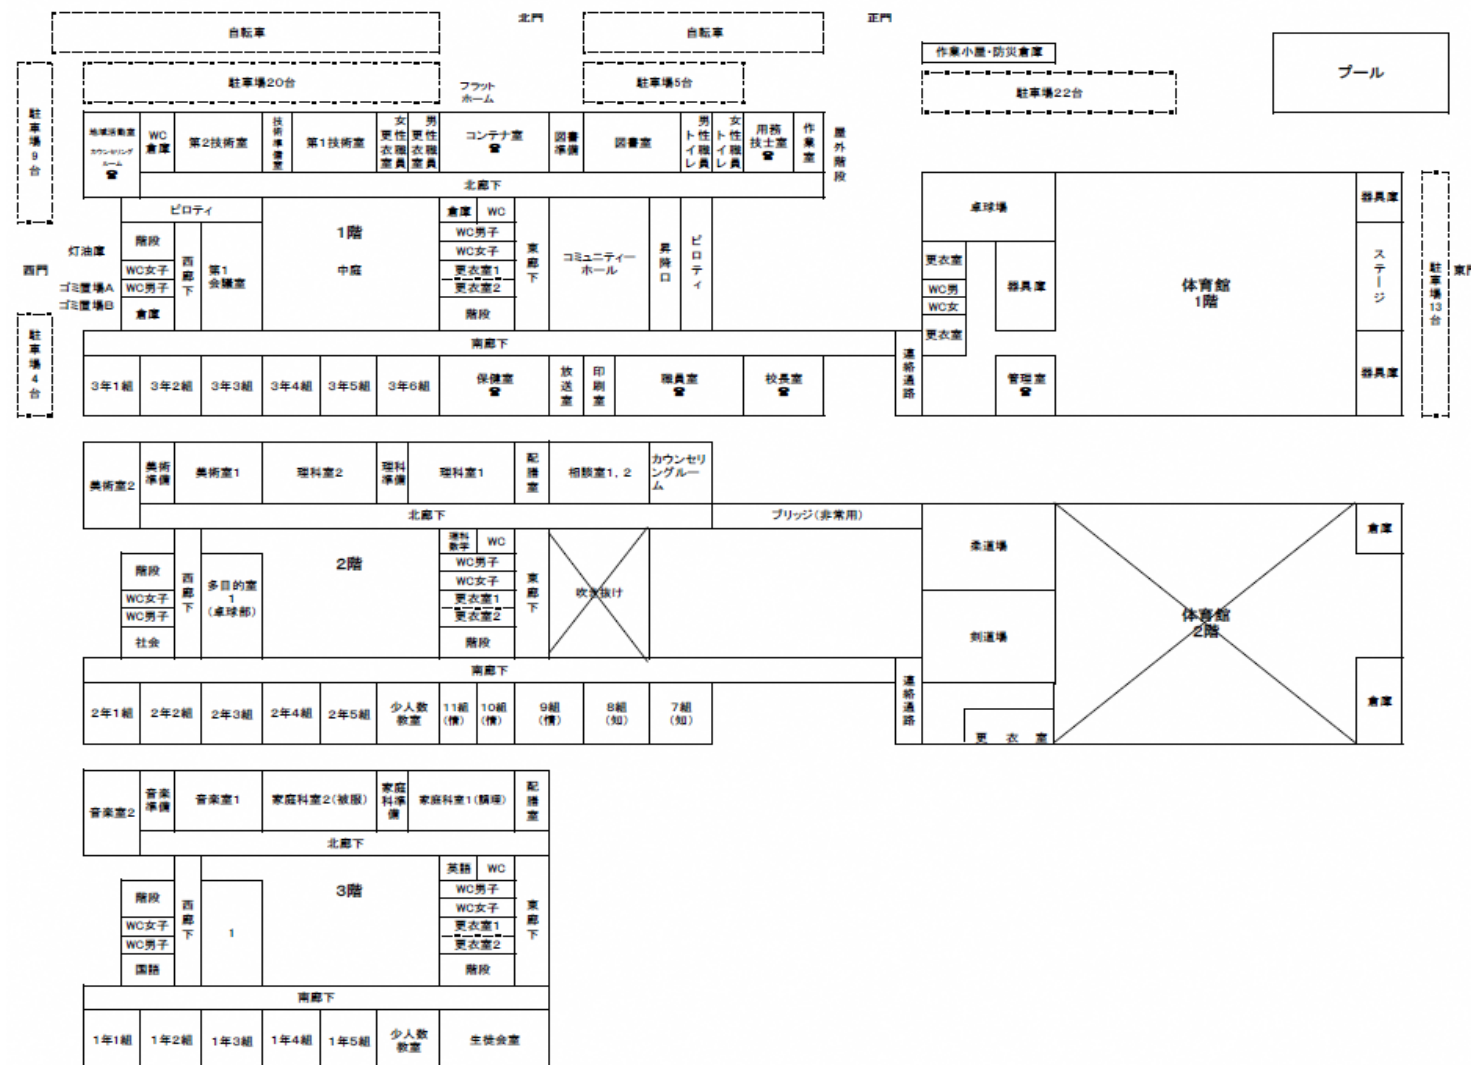 北門
正門
自転車
自転車
作業小屋・防災倉庫
プール
駐車場20台
駐車場5台
駐車場22台
フラット
ホーム
駐車場9台
地域活動室
カウンセリング
ルーム
☎
WC
倉庫
第2技術室
技術準備室
第1技術室
女性職員更衣室
男性職員更衣室
コンテナ室
☎
図書
準備
図書室
男性職員トイレ
女性職員トイレ
用務
技士室
☎
作業室
屋外階段
北廊下
ピロティ
1階
中庭
倉庫
WC
WC男子
WC女子
更衣室1
更衣室2
階段
東廊下
コミュニティー
ホール
昇降口
ピロティ
西門
灯油庫
ゴミ置場A
ゴミ置場B
階段
WC女子
WC男子
倉庫
西廊下
第1
会議室
卓球場
更衣室
WC男
WC女
更衣室
器具庫
体育館
1階
器具庫
ステージ
器具庫
駐車場13台
東門
駐車場4台
南廊下
連絡通路
3年1組
3年2組
3年3組
3年4組
3年5組
3年6組
保健室
☎
放送室
印刷室
職員室
☎
校長室
☎
管理室
☎
美術室2
美術
準備
美術室1
理科室2
理科
準備
理科室1
配膳室
相談室1，2
カウンセリ
ングルー
ム
北廊下
ブリッジ(非常用)
2階
階段
WC女子
WC男子
社会
西廊下
多目的室
1
(卓球部)
理科
数学
WC
WC男子
WC女子
更衣室1
更衣室2
階段
東廊下
吹き抜け
柔道場
剣道場
体育館
2階
倉庫
倉庫
更衣室
南廊下
連絡通路
2年1組
2年2組
2年3組
2年4組
2年5組
少人数
教室
11組
(情)
10組
(情)
9組
(情)
8組
(知)
7組
(知)
音楽室2
音楽
準備
音楽室1
家庭科室2(被服)
家庭
科準
備
家庭科室1(調理)
配膳室
北廊下
3階
階段
WC女子
WC男子
国語
西廊下
1
英語
WC
WC男子
WC女子
更衣室1
更衣室2
階段
東廊下
南廊下
1年1組
1年2組
1年3組
1年4組
1年5組
少人数
教室
生徒会室